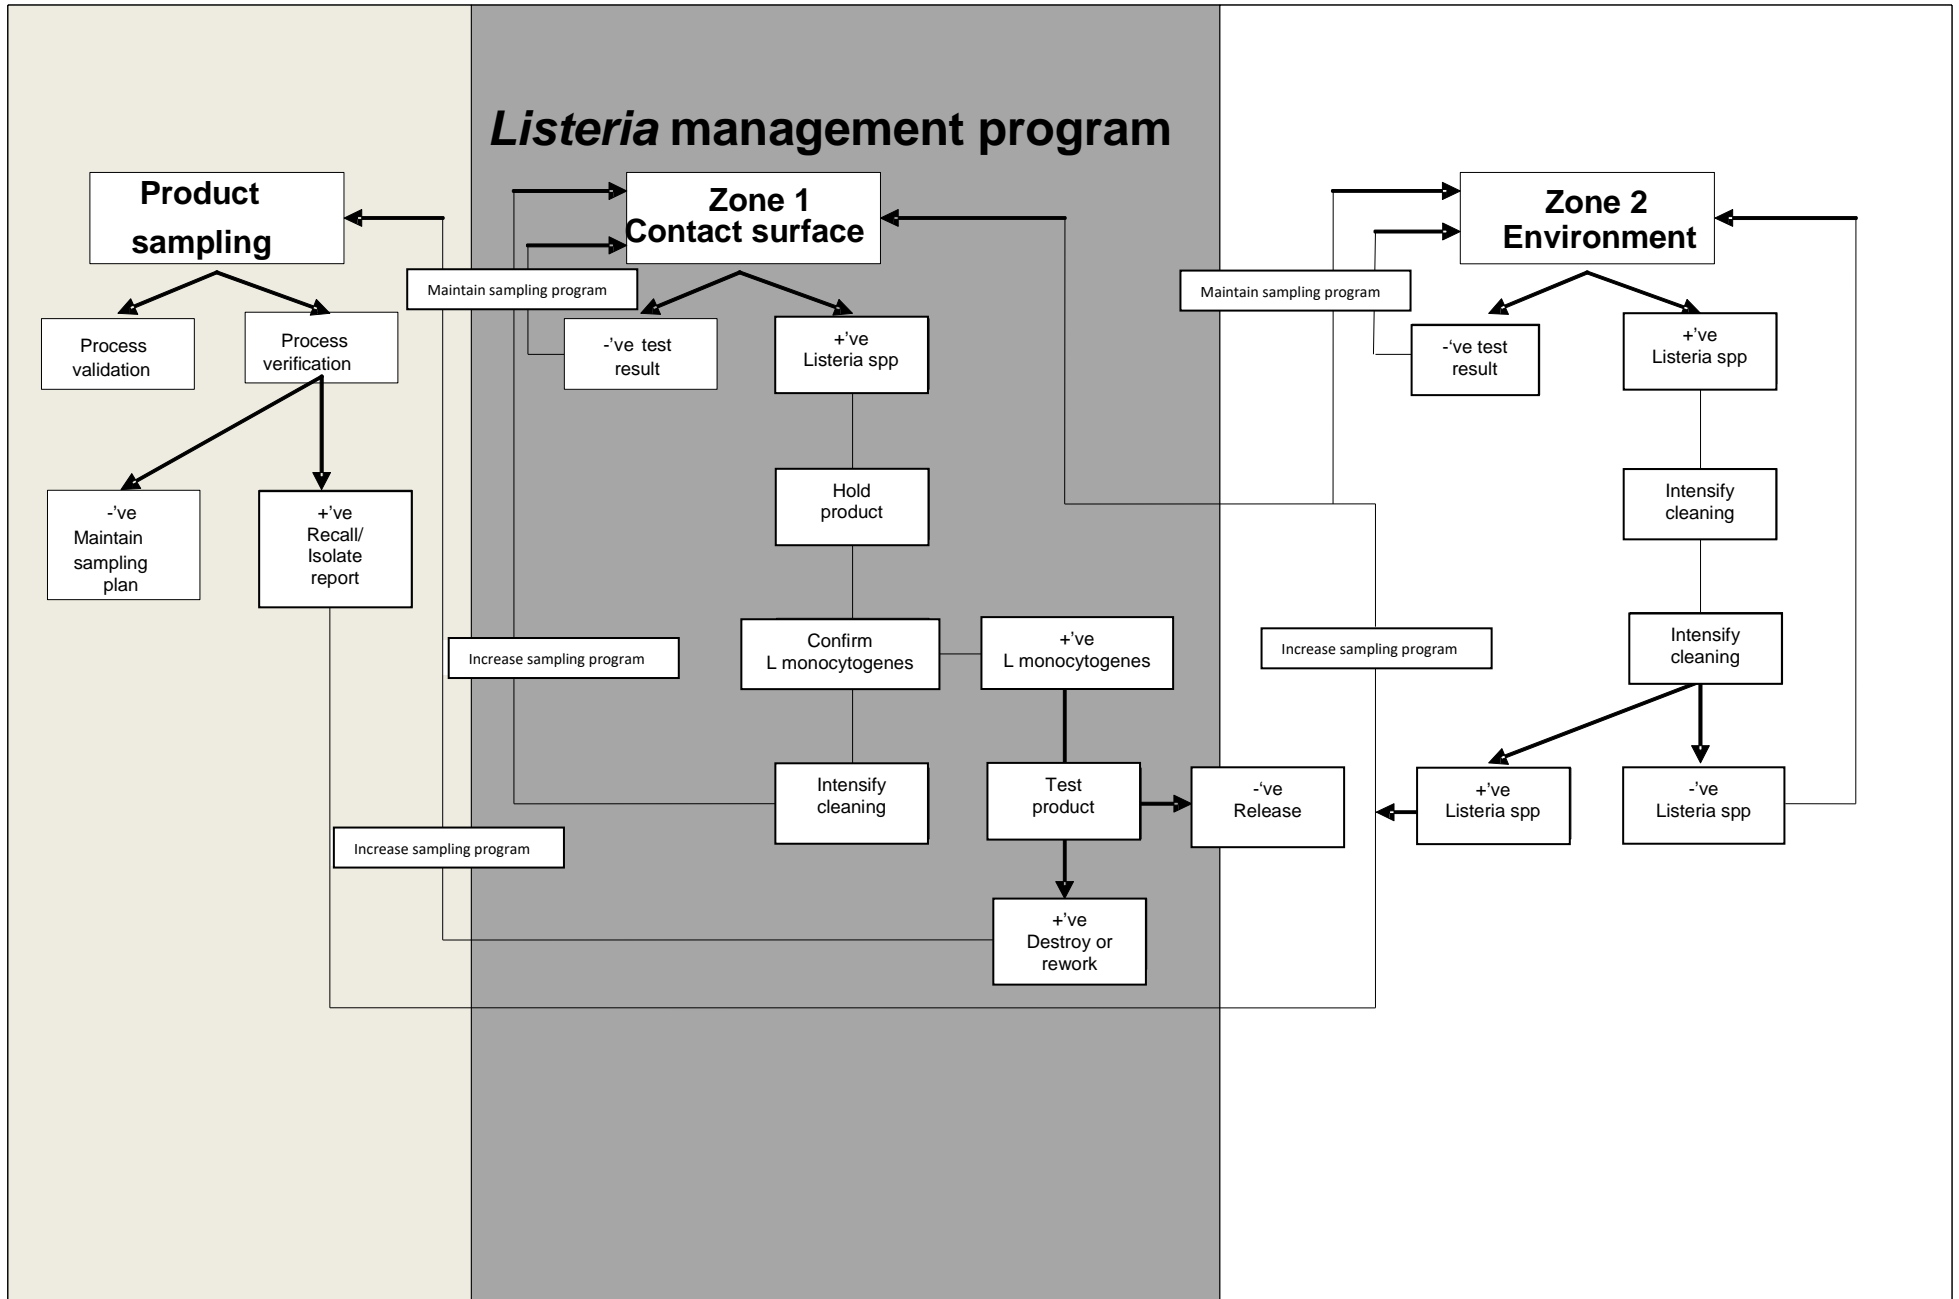 Listeria management program
Product
sampling
Process
validation
Process
verification
-'ve
Maintain
sampling
plan
+'ve
Recall/
Isolate
report
Maintain sampling program
Increase sampling program
Increase sampling program
Zone 1
Contact surface
-'ve test
result
+'ve
Listeria spp
Hold
product
Confirm
L monocytogenes
+'ve
L monocytogenes
Intensify
cleaning
Test
product
-'ve
Release
+'ve
Destroy or
rework
Zone 2
Environment
Maintain sampling program
-'ve test
result
+'ve
Listeria spp
Intensify
cleaning
Increase sampling program
Intensify
cleaning
+'ve
Listeria spp
-'ve
Listeria spp